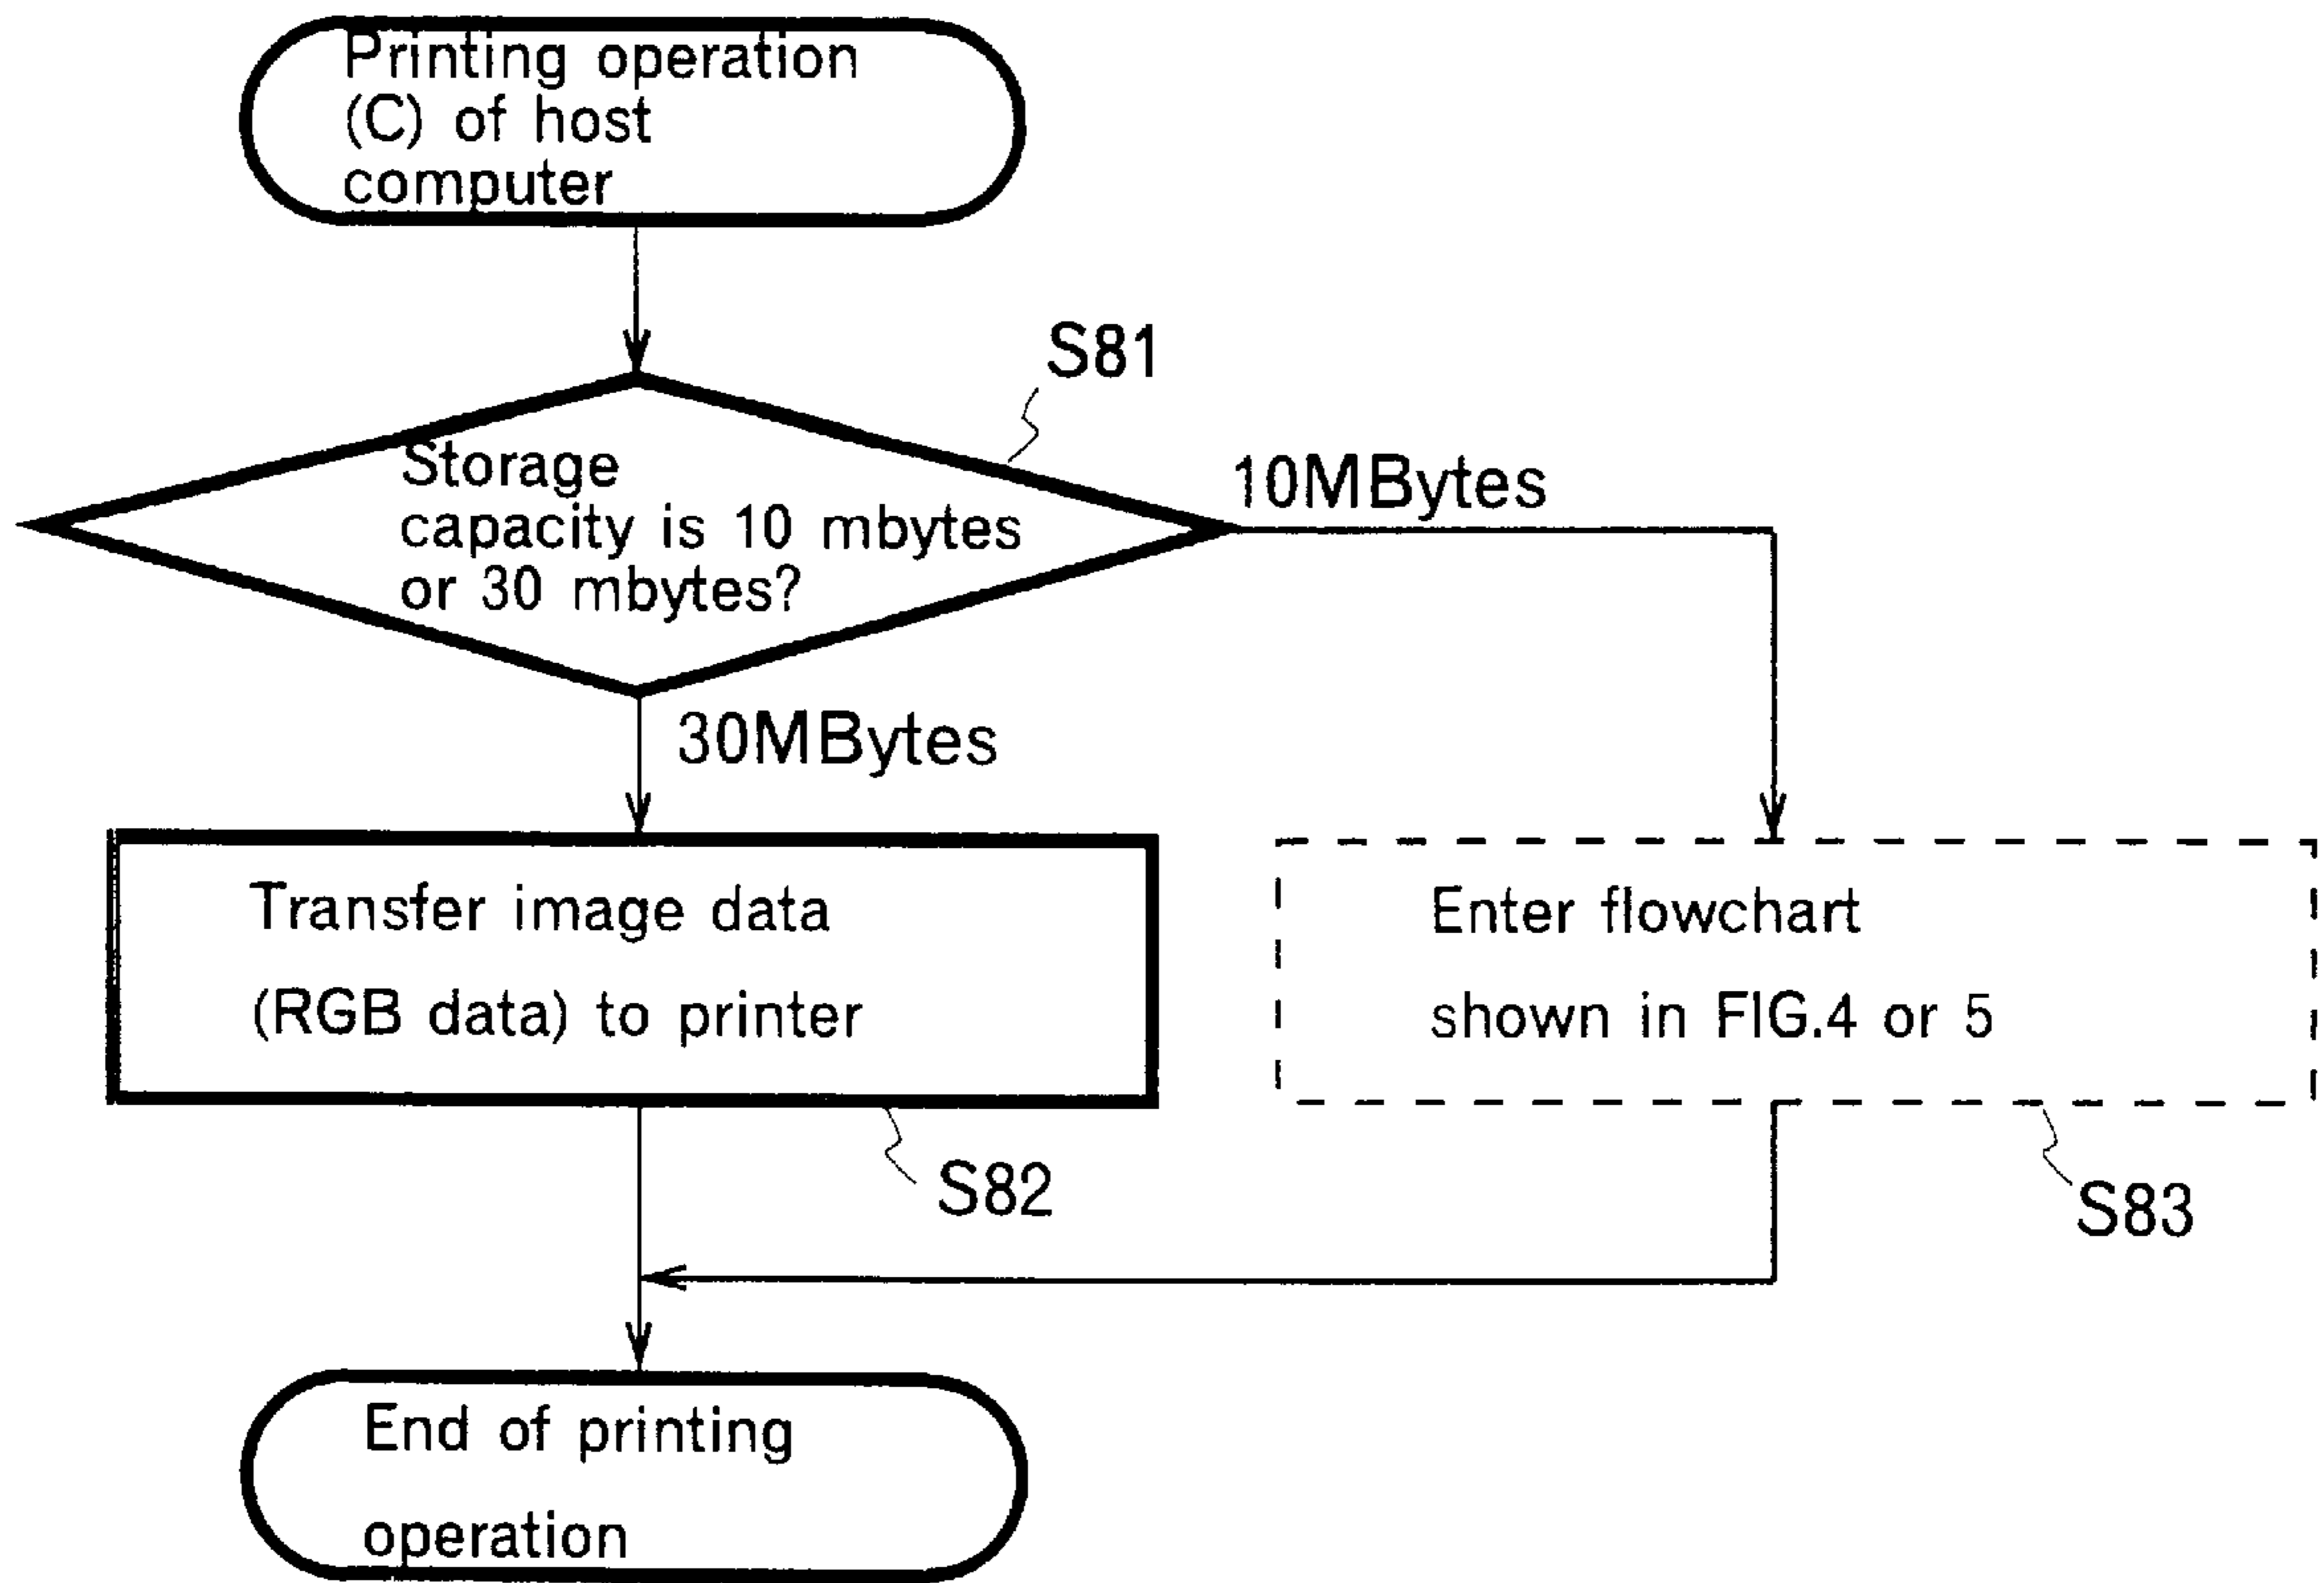 Printing operation
(C) of host
computer
S81
Storage
capacity is 10 mbytes
or 30 mbytes?
10MBytes
30MBytes
Transfer image data
(RGB data) to printer
Enter flowchart
shown in FIG.4 or 5
S82
S83
End of printing
operation